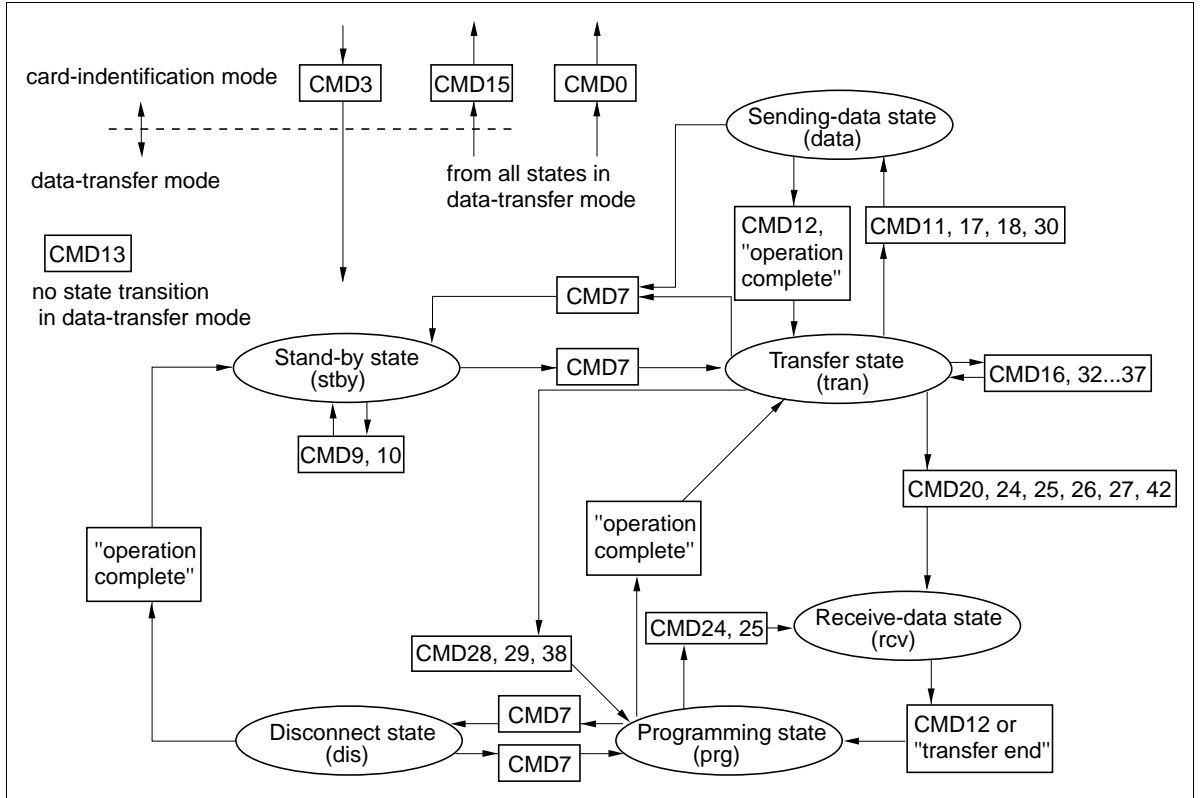 card-indentification mode
CMD3
CMD15
CMD0
data-transfer mode
from all states in
data-transfer mode
Sending-data state
(data)
CMD13
no state transition
in data-transfer mode
CMD12,
"operation
complete"
CMD11, 17, 18, 30
CMD7
Stand-by state
(stby)
CMD7
Transfer state
(tran)
CMD16, 32...37
CMD9, 10
CMD20, 24, 25, 26, 27, 42
"operation
complete"
"operation
complete"
CMD28, 29, 38
CMD24, 25
Receive-data state
(rcv)
Disconnect state
(dis)
CMD7
CMD7
Programming state
(prg)
CMD12 or
"transfer end"